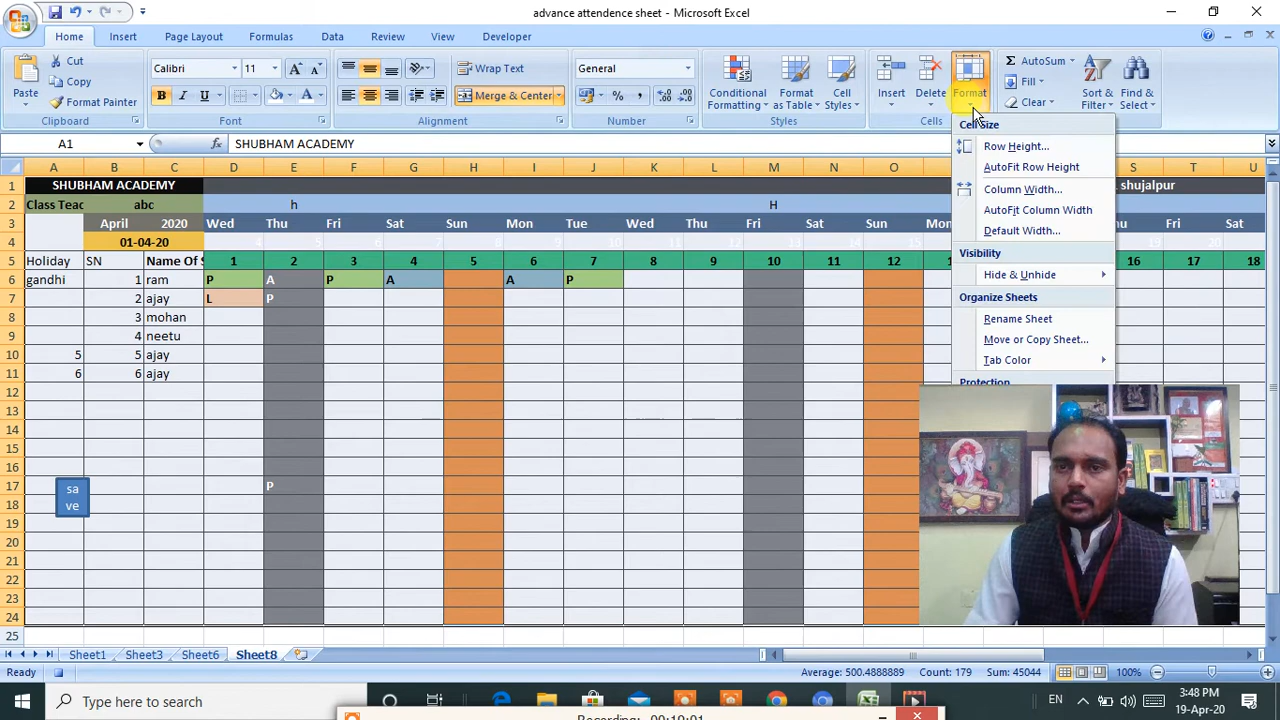 advance attendence sheet - Microsoft Excel
Home Insert Page Layout Formulas Data Review View Developer
Paste Cut Copy Format Painter
Clipboard
Calibri 11
B I U A
Font
Wrap Text
Merge & Center
Alignment
General
% ,
Number
Conditional Formatting Format as Table Cell Styles
Styles
Insert Delete Format
Cells
Σ AutoSum
Fill
Clear
Sort & Filter Find & Select
A1 SHUBHAM ACADEMY
Cell Size
Row Height...
AutoFit Row Height
Column Width...
AutoFit Column Width
Default Width...
Visibility
Hide & Unhide
Organize Sheets
Rename Sheet
Move or Copy Sheet...
Tab Color
Protection
A B C D E F G H I J K L M N O S T U
1 SHUBHAM ACADEMY shujalpur
2 Class Teac abc h H
3 April 2020 Wed Thu Fri Sat Sun Mon Tue Wed Thu Fri Sat Sun Mon Thu Fri Sat
4 01-04-20
5 Holiday SN Name Of S 1 2 3 4 5 6 7 8 9 10 11 12 16 17 18
6 gandhi 1 ram P A P A A P
7 2 ajay L P
8 3 mohan
9 4 neetu
10 5 5 ajay
11 6 6 ajay
12
13
14
15
16
17 sa P
18 ve
19
20
21
22
23
24
25
Sheet1 Sheet3 Sheet6 Sheet8
Ready Average: 500.4888889 Count: 179 Sum: 45044 100%
Type here to search
EN 3:48 PM
19-Apr-20
Recording: 00:19:01